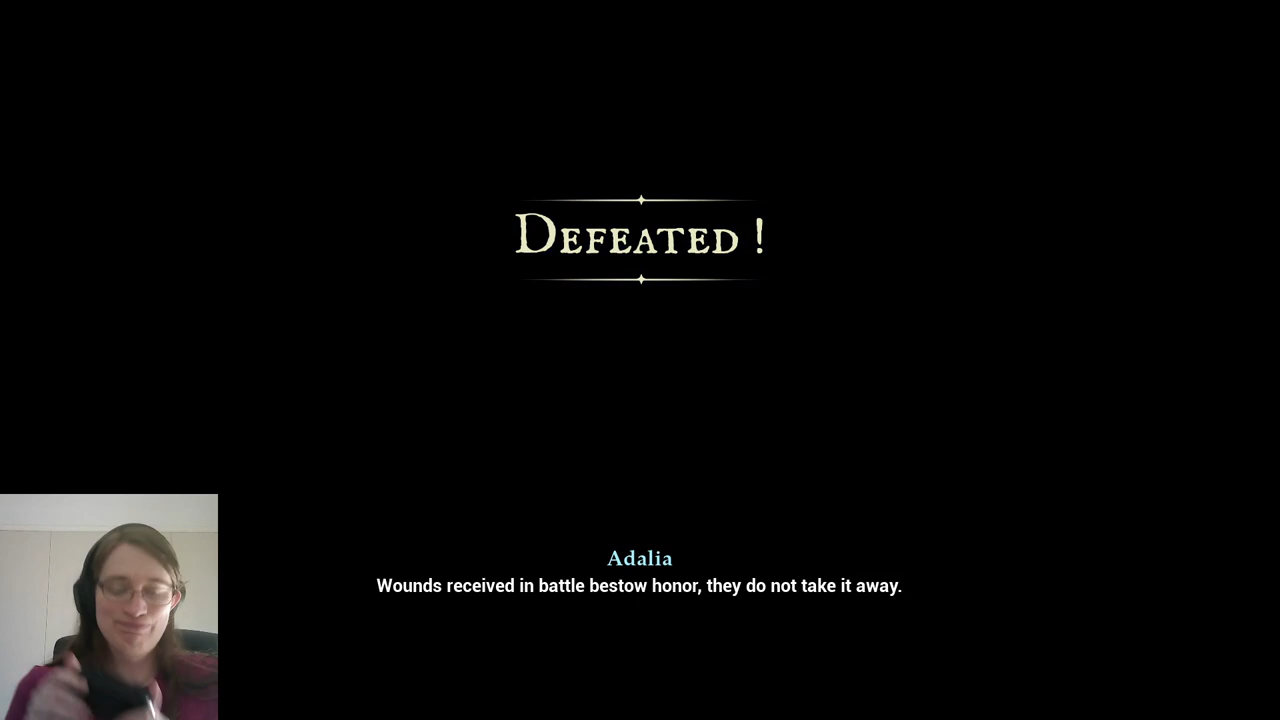 Defeated !
Adalia
Wounds received in battle bestow honor, they do not take it away.